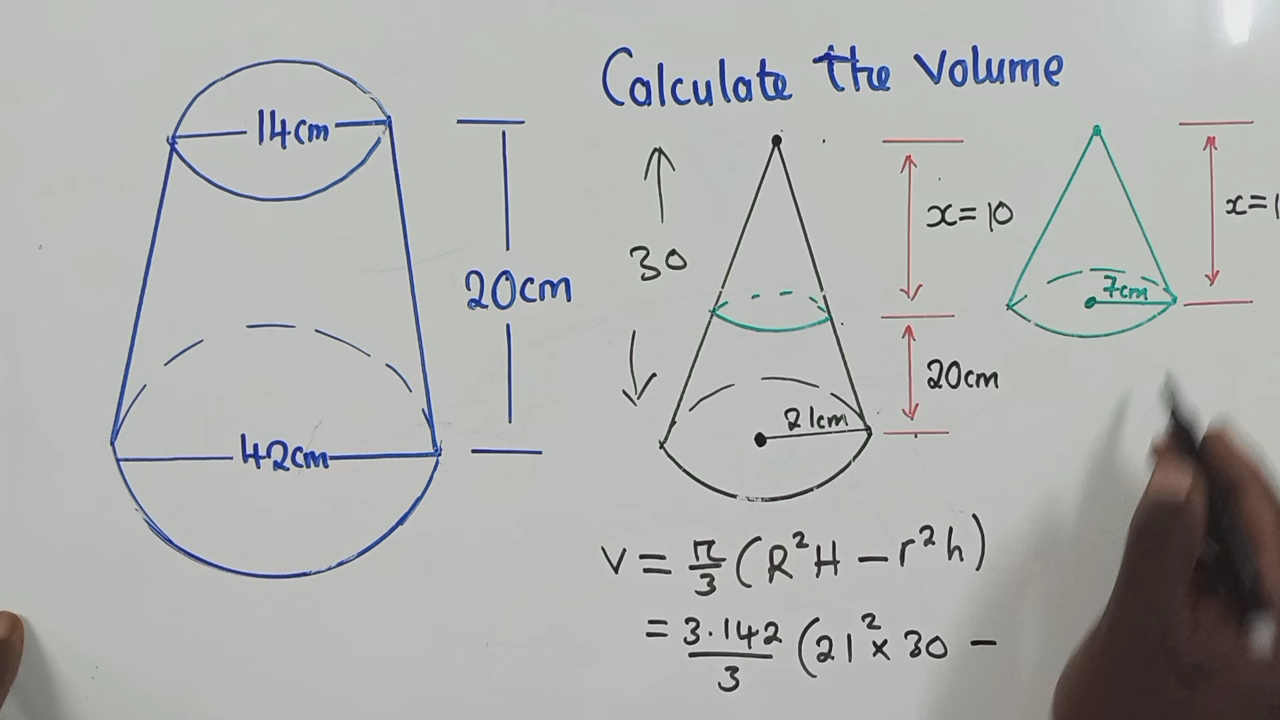 Calculate the Volume
14cm
20cm
42cm
30
x=10
20cm
21cm
7cm
x=1
V = π/3 (R²H − r²h)
= 3.142/3 (21² × 30 −